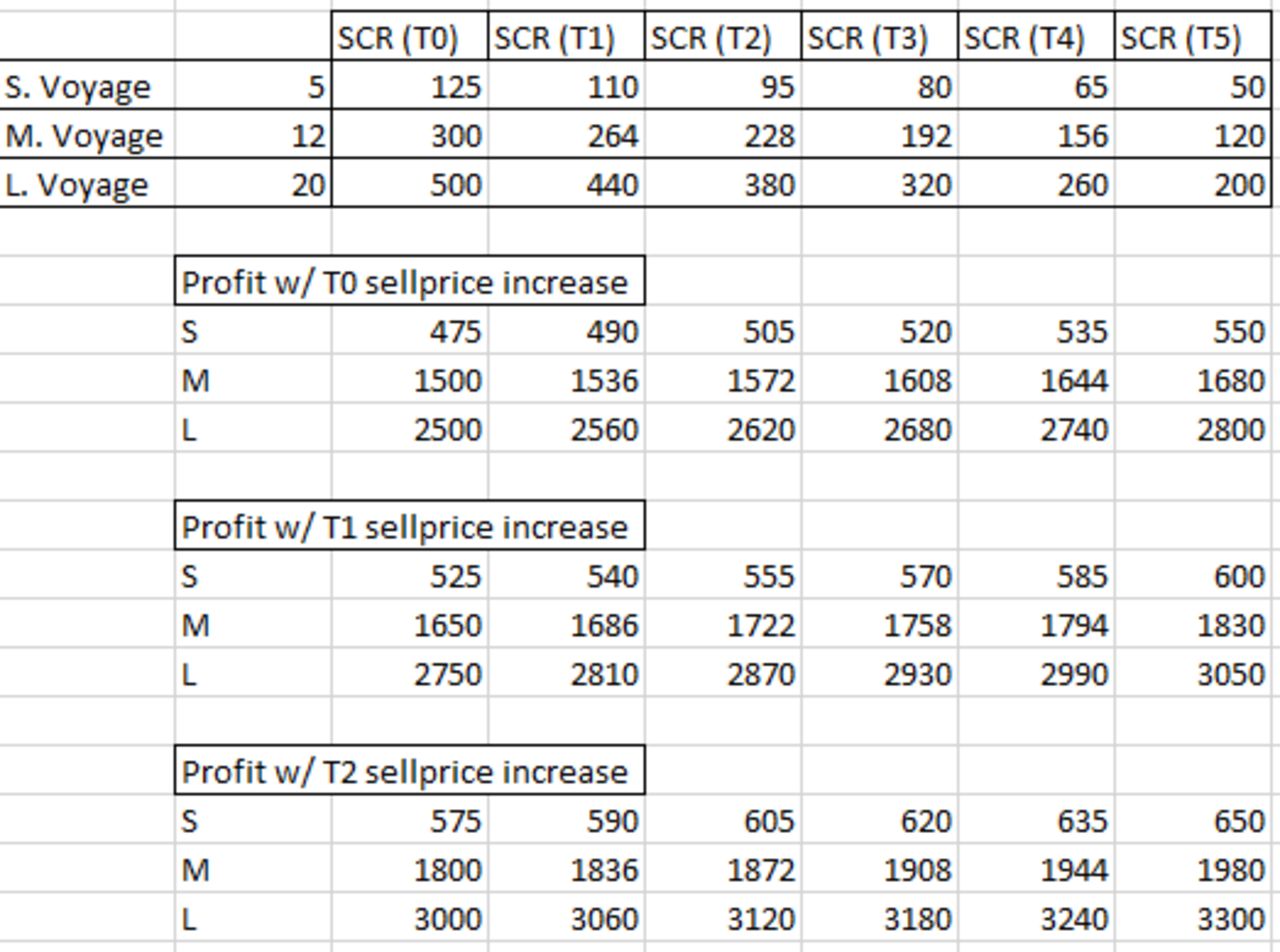 SCR (T0) SCR (T1) SCR (T2) SCR (T3) SCR (T4) SCR (T5)
S. Voyage 5 125 110 95 80 65 50
M. Voyage 12 300 264 228 192 156 120
L. Voyage 20 500 440 380 320 260 200
Profit w/ T0 sellprice increase
S 475 490 505 520 535 550
M 1500 1536 1572 1608 1644 1680
L 2500 2560 2620 2680 2740 2800
Profit w/ T1 sellprice increase
S 525 540 555 570 585 600
M 1650 1686 1722 1758 1794 1830
L 2750 2810 2870 2930 2990 3050
Profit w/ T2 sellprice increase
S 575 590 605 620 635 650
M 1800 1836 1872 1908 1944 1980
L 3000 3060 3120 3180 3240 3300